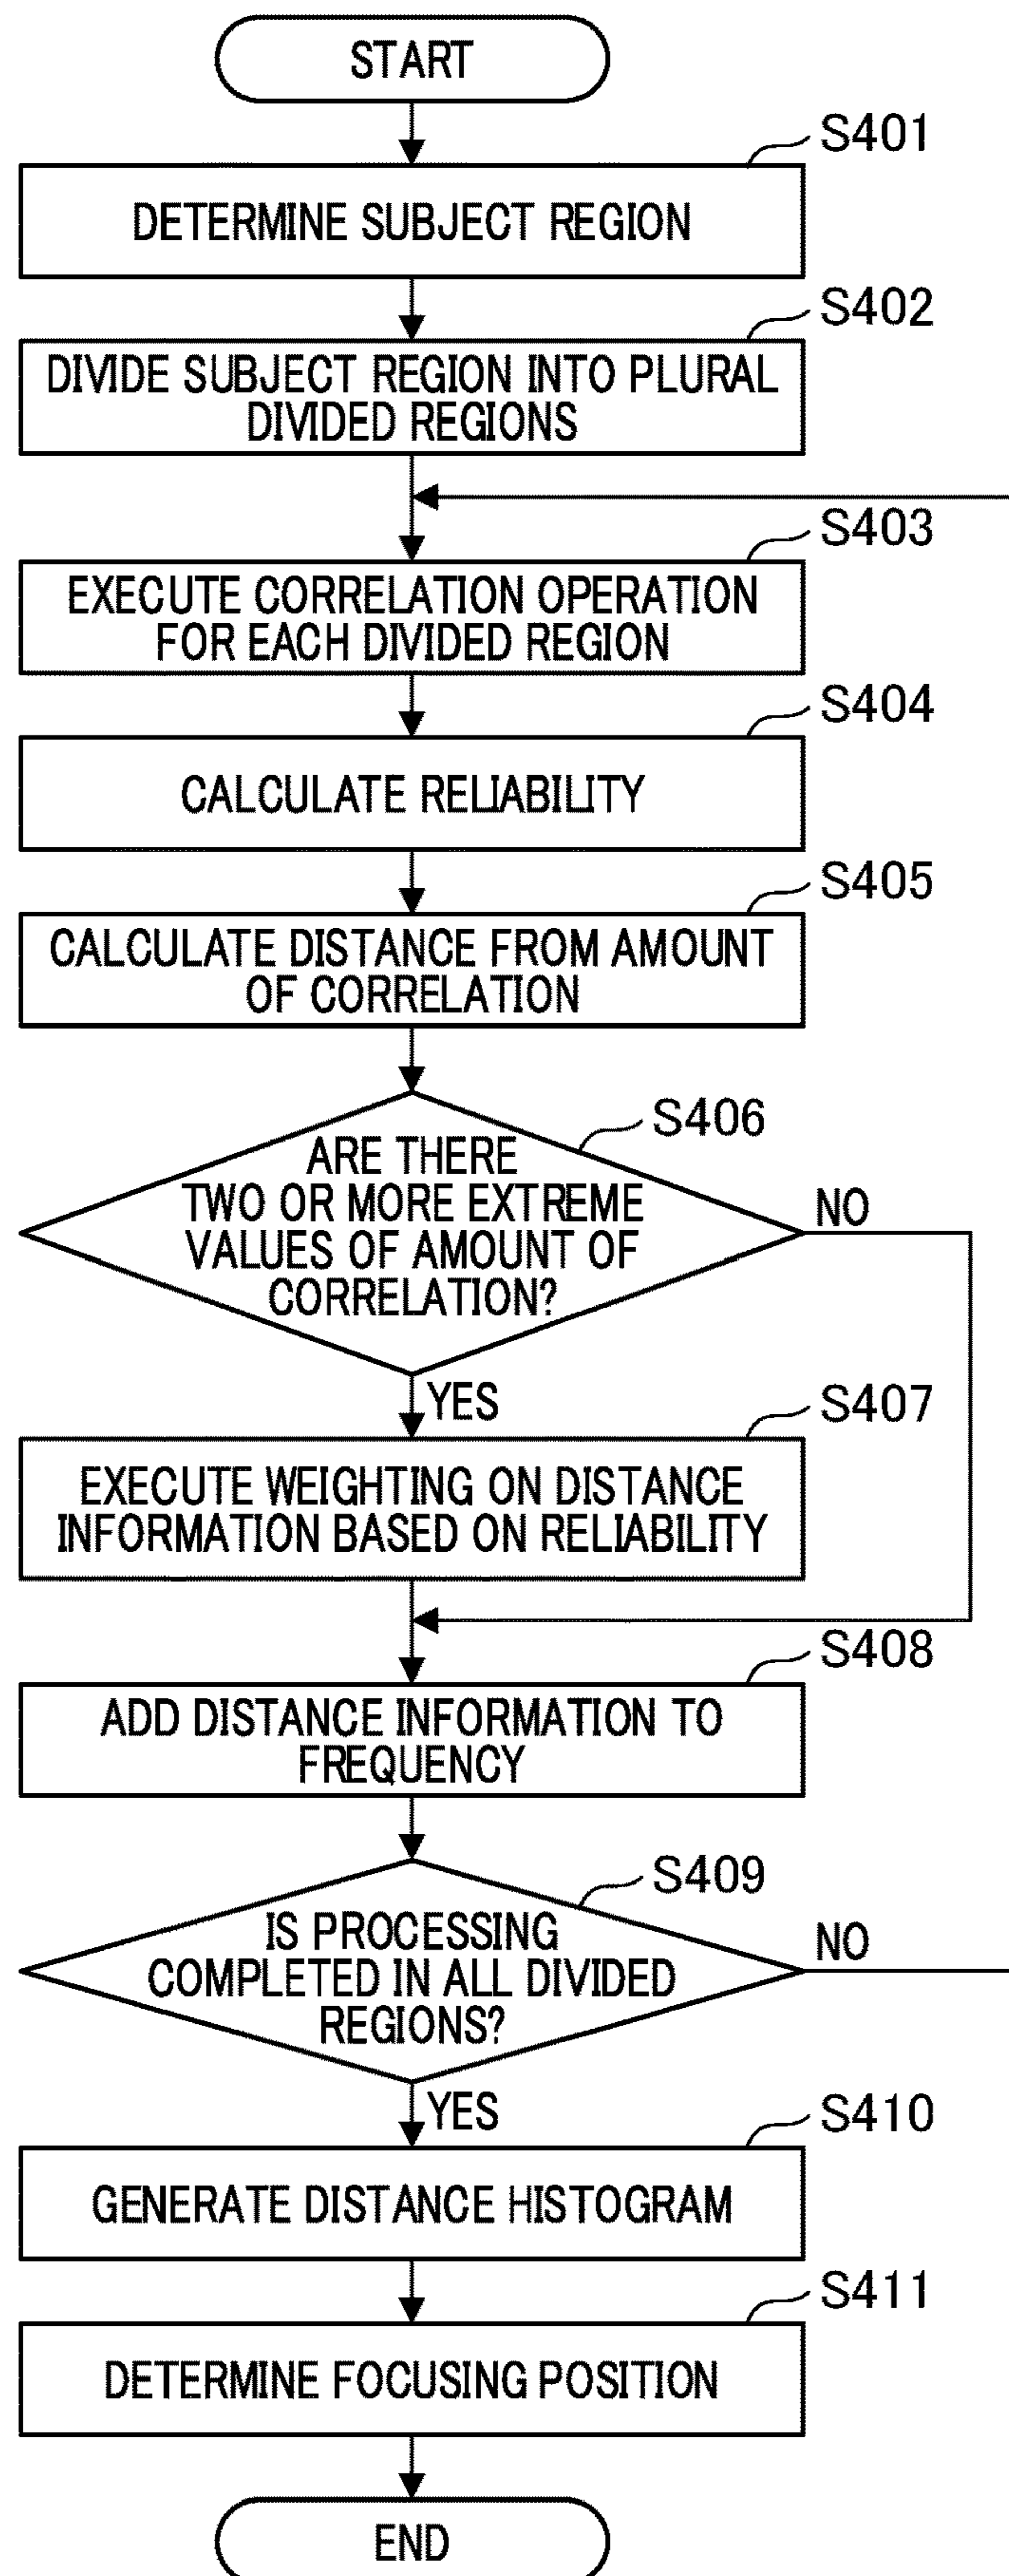 START
S401
DETERMINE SUBJECT REGION
S402
DIVIDE SUBJECT REGION INTO PLURAL
DIVIDED REGIONS
S403
EXECUTE CORRELATION OPERATION
FOR EACH DIVIDED REGION
S404
CALCULATE RELIABILITY
S405
CALCULATE DISTANCE FROM AMOUNT
OF CORRELATION
S406
ARE THERE
TWO OR MORE EXTREME
VALUES OF AMOUNT OF
CORRELATION?
NO
YES
S407
EXECUTE WEIGHTING ON DISTANCE
INFORMATION BASED ON RELIABILITY
S408
ADD DISTANCE INFORMATION TO
FREQUENCY
S409
IS PROCESSING
COMPLETED IN ALL DIVIDED
REGIONS?
NO
YES
S410
GENERATE DISTANCE HISTOGRAM
S411
DETERMINE FOCUSING POSITION
END